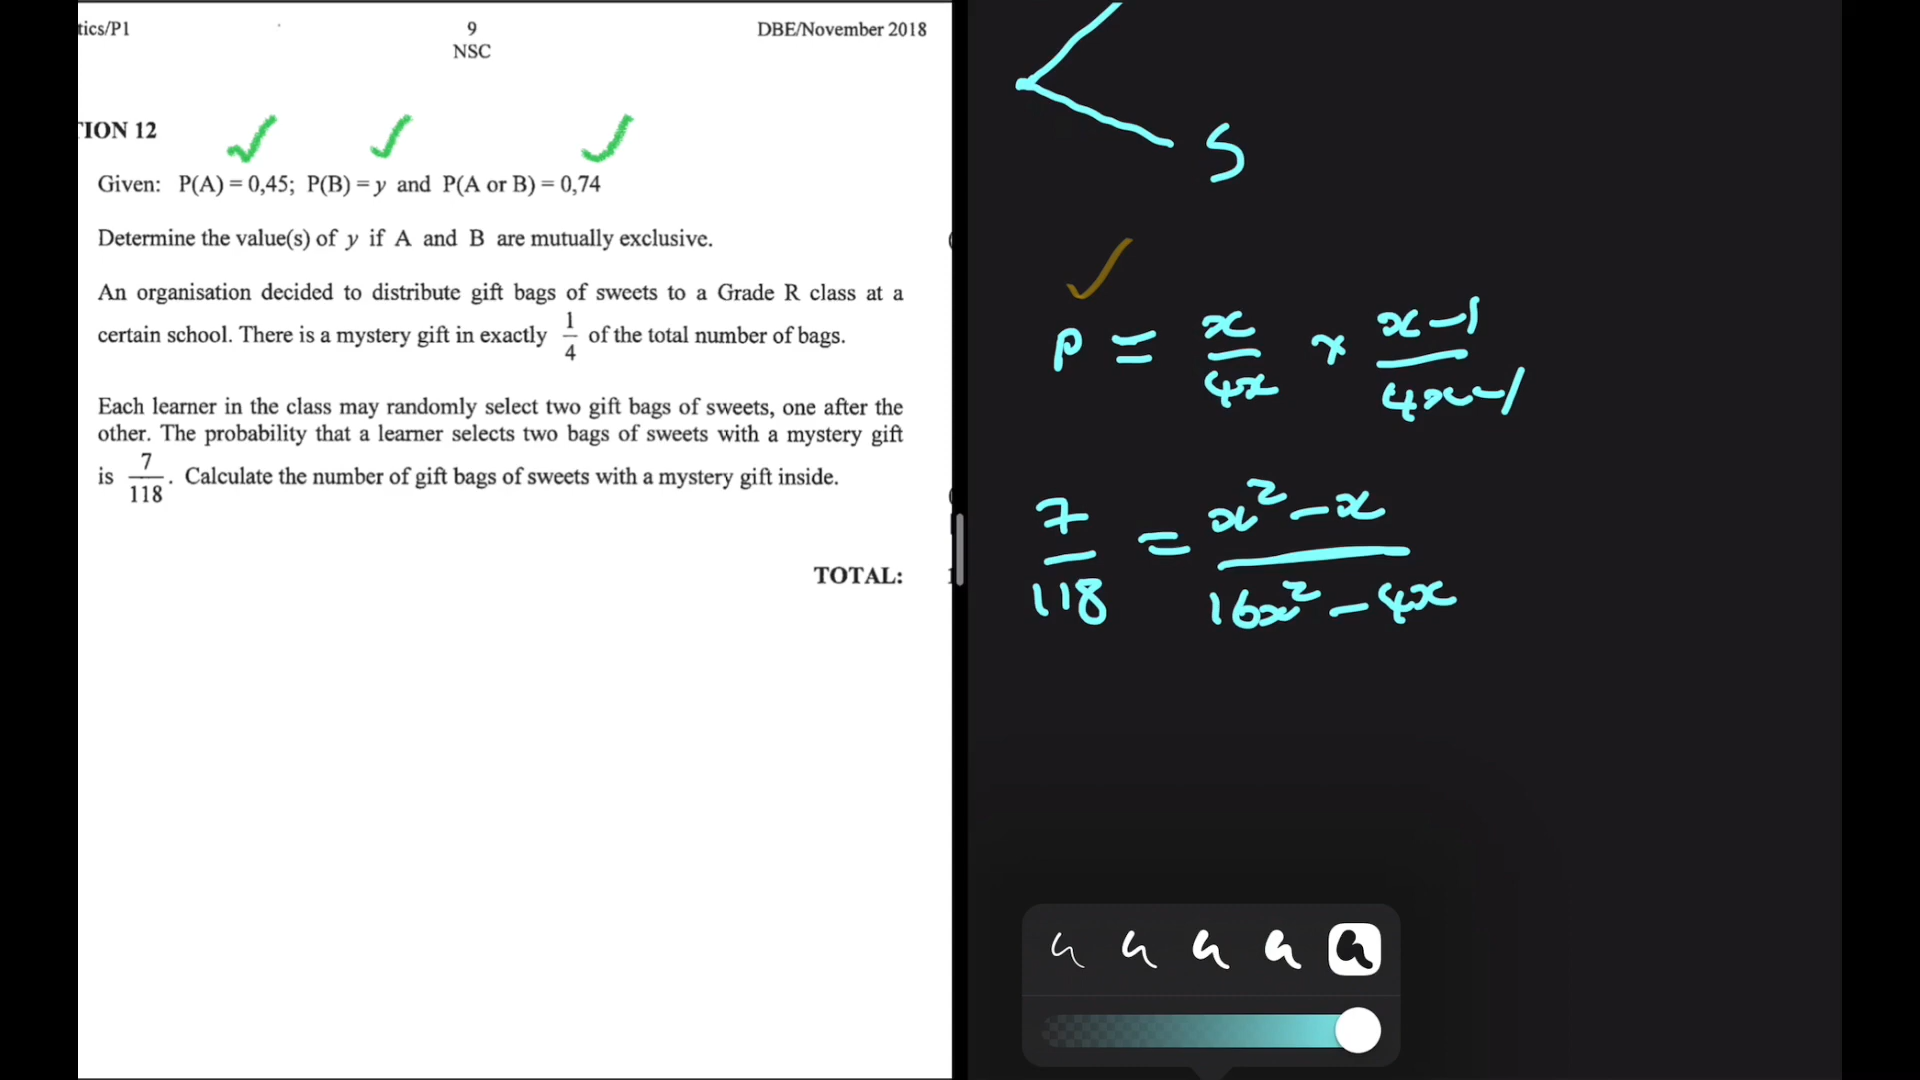 tics/P1
9
DBE/November 2018
NSC
TION 12
Given: P(A) = 0,45; P(B) = y and P(A or B) = 0,74
Determine the value(s) of y if A and B are mutually exclusive.
An organisation decided to distribute gift bags of sweets to a Grade R class at a
certain school. There is a mystery gift in exactly 1/4 of the total number of bags.
Each learner in the class may randomly select two gift bags of sweets, one after the
other. The probability that a learner selects two bags of sweets with a mystery gift
is 7/118. Calculate the number of gift bags of sweets with a mystery gift inside.
TOTAL:
S
P = x/4x × x-1/4x-1
7/118 = x² - x/16x² - 4x
a a a a a